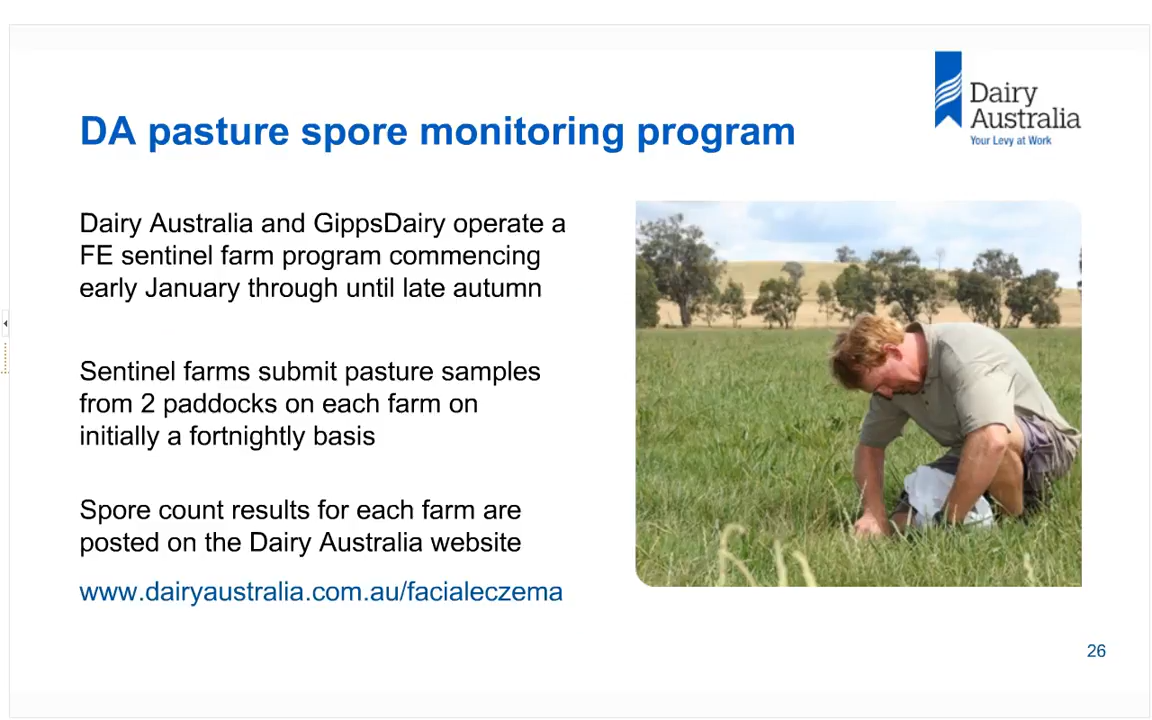 Dairy
Australia
Your Levy at Work
DA pasture spore monitoring program
Dairy Australia and GippsDairy operate a
FE sentinel farm program commencing
early January through until late autumn
Sentinel farms submit pasture samples
from 2 paddocks on each farm on
initially a fortnightly basis
Spore count results for each farm are
posted on the Dairy Australia website
www.dairyaustralia.com.au/facialeczema
26